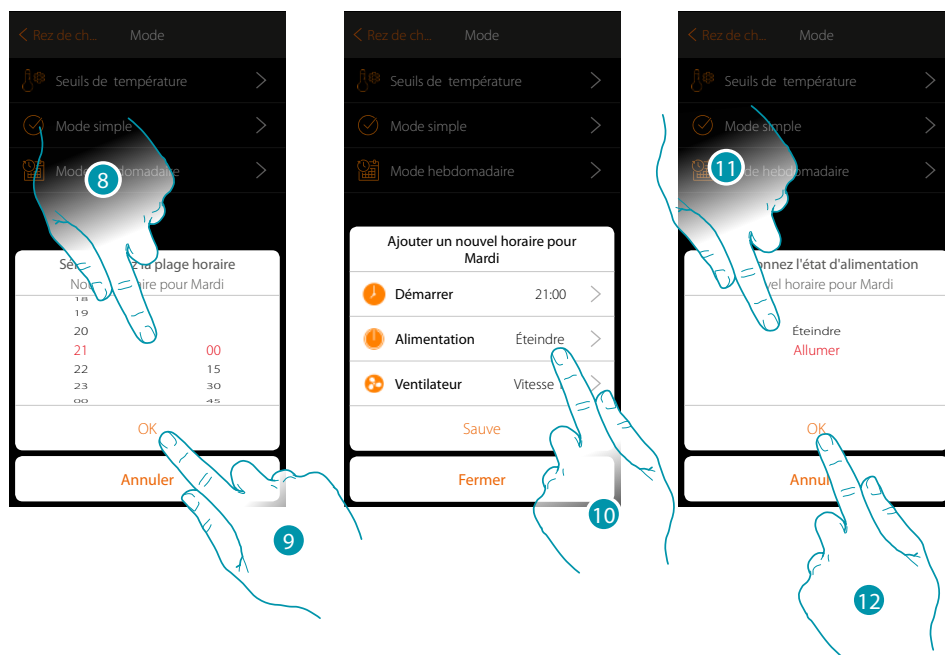 Rez de ch... Mode
Seuils de température
Mode simple
Mode domadaire
8
Sé z la plage horaire
No ire pour Mardi
18
19
20
21 00
22 15
23 30
00 45
OK
Annuler
9
Rez de ch... Mode
Seuils de température
Mode simple
Mode hebdomadaire
Ajouter un nouvel horaire pour
Mardi
Démarrer 21:00
Alimentation Éteindre
Ventilateur Vitesse
Sauve
Fermer
10
Rez de ch... Mode
Seuils de température
Mode simple
de hebdomadaire
11
onnez l'état d'alimentation
vel horaire pour Mardi
Éteindre
Allumer
OK
Annul
12